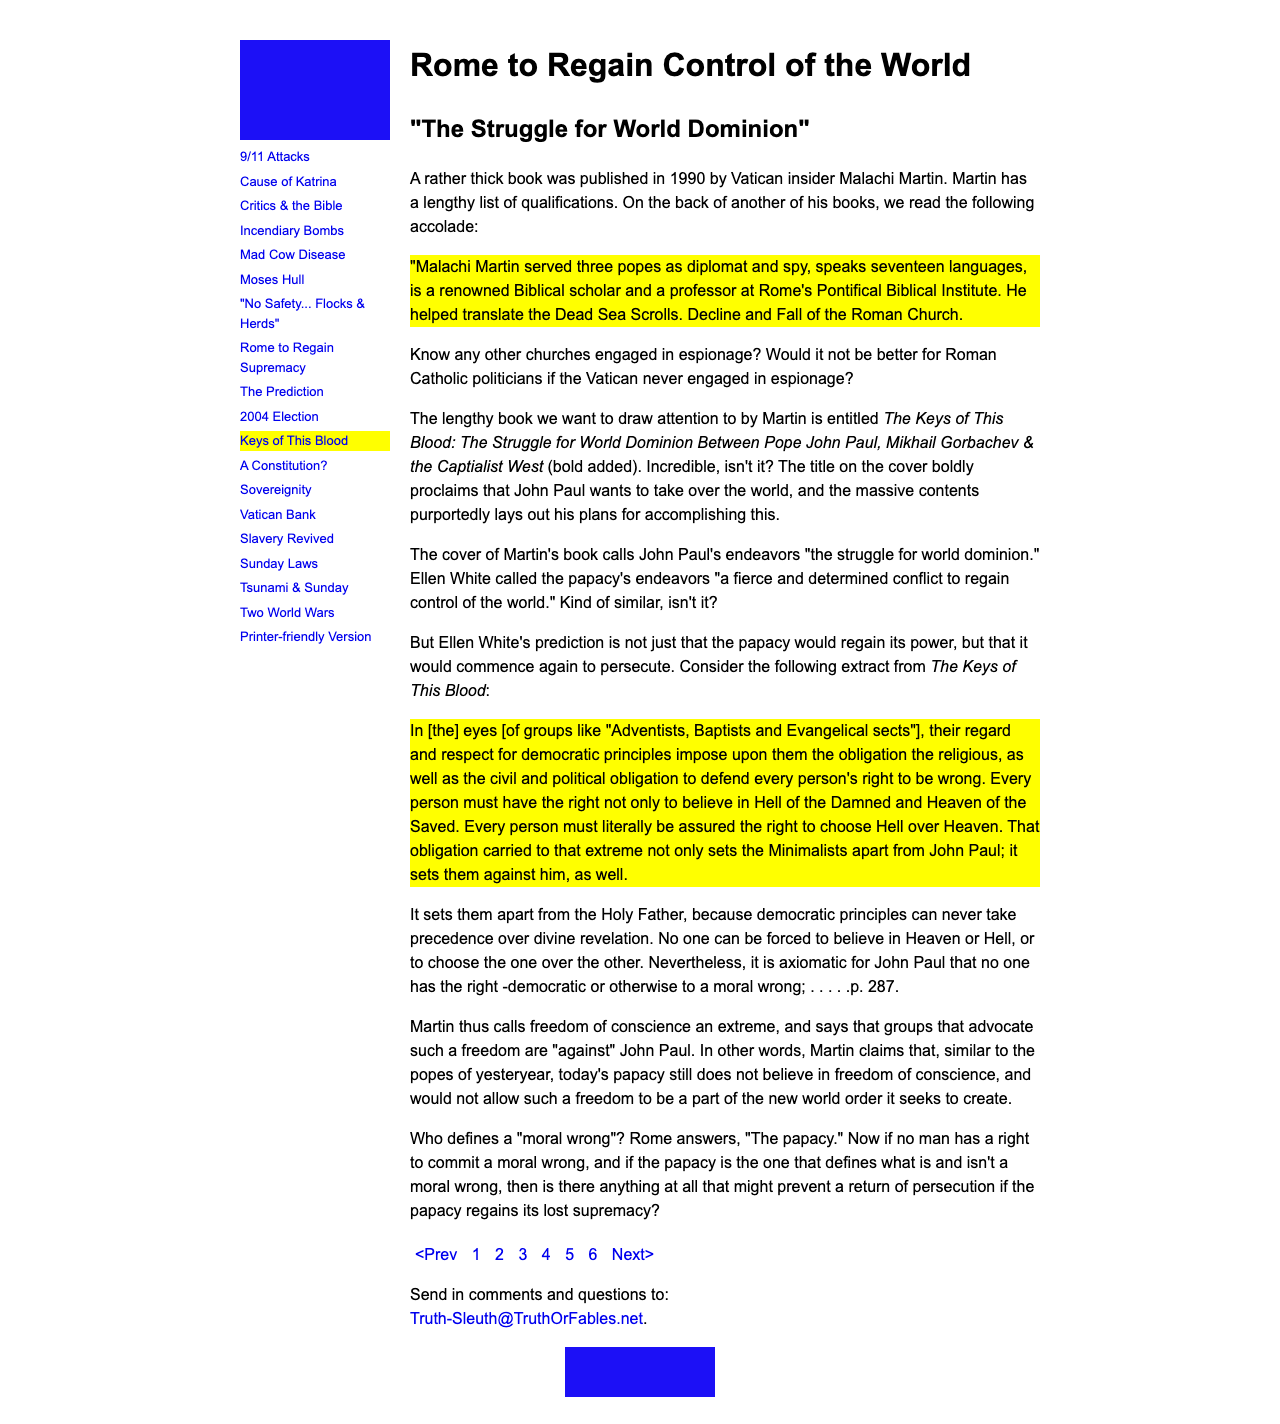 9/11 Attacks
Cause of Katrina
Critics & the Bible
Incendiary Bombs
Mad Cow Disease
Moses Hull
"No Safety... Flocks &
Herds"
Rome to Regain
Supremacy
The Prediction
2004 Election
Keys of This Blood
A Constitution?
Sovereignity
Vatican Bank
Slavery Revived
Sunday Laws
Tsunami & Sunday
Two World Wars
Printer-friendly Version
Rome to Regain Control of the World
"The Struggle for World Dominion"
A rather thick book was published in 1990 by Vatican insider Malachi Martin. Martin has
a lengthy list of qualifications. On the back of another of his books, we read the following
accolade:
"Malachi Martin served three popes as diplomat and spy, speaks seventeen languages,
is a renowned Biblical scholar and a professor at Rome's Pontifical Biblical Institute. He
helped translate the Dead Sea Scrolls. Decline and Fall of the Roman Church.
Know any other churches engaged in espionage? Would it not be better for Roman
Catholic politicians if the Vatican never engaged in espionage?
The lengthy book we want to draw attention to by Martin is entitled The Keys of This
Blood: The Struggle for World Dominion Between Pope John Paul, Mikhail Gorbachev &
the Captialist West (bold added). Incredible, isn't it? The title on the cover boldly
proclaims that John Paul wants to take over the world, and the massive contents
purportedly lays out his plans for accomplishing this.
The cover of Martin's book calls John Paul's endeavors "the struggle for world dominion."
Ellen White called the papacy's endeavors "a fierce and determined conflict to regain
control of the world." Kind of similar, isn't it?
But Ellen White's prediction is not just that the papacy would regain its power, but that it
would commence again to persecute. Consider the following extract from The Keys of
This Blood:
In [the] eyes [of groups like "Adventists, Baptists and Evangelical sects"], their regard
and respect for democratic principles impose upon them the obligation the religious, as
well as the civil and political obligation to defend every person's right to be wrong. Every
person must have the right not only to believe in Hell of the Damned and Heaven of the
Saved. Every person must literally be assured the right to choose Hell over Heaven. That
obligation carried to that extreme not only sets the Minimalists apart from John Paul; it
sets them against him, as well.
It sets them apart from the Holy Father, because democratic principles can never take
precedence over divine revelation. No one can be forced to believe in Heaven or Hell, or
to choose the one over the other. Nevertheless, it is axiomatic for John Paul that no one
has the right -democratic or otherwise to a moral wrong; . . . . .p. 287.
Martin thus calls freedom of conscience an extreme, and says that groups that advocate
such a freedom are "against" John Paul. In other words, Martin claims that, similar to the
popes of yesteryear, today's papacy still does not believe in freedom of conscience, and
would not allow such a freedom to be a part of the new world order it seeks to create.
Who defines a "moral wrong"? Rome answers, "The papacy." Now if no man has a right
to commit a moral wrong, and if the papacy is the one that defines what is and isn't a
moral wrong, then is there anything at all that might prevent a return of persecution if the
papacy regains its lost supremacy?
<Prev 1 2 3 4 5 6 Next>
Send in comments and questions to:
Truth-Sleuth@TruthOrFables.net.